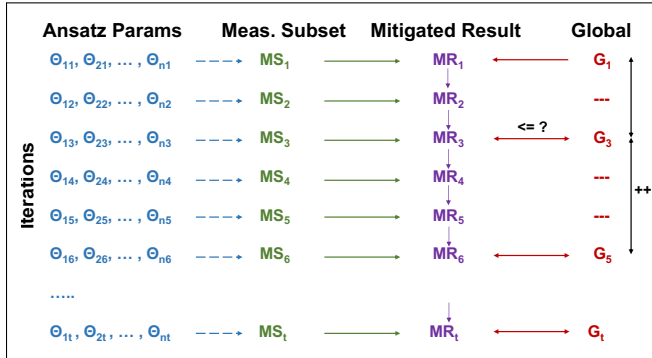 Ansatz Params Meas. Subset Mitigated Result Global
Θ11, Θ21, ... , Θn1 MS1 MR1 G1
Θ12, Θ22, ... , Θn2 MS2 MR2 ---
<= ?
Θ13, Θ23, ... , Θn3 MS3 MR3 G3
Θ14, Θ24, ... , Θn4 MS4 MR4 ---
++
Θ15, Θ25, ... , Θn5 MS5 MR5 ---
Θ16, Θ26, ... , Θn6 MS6 MR6 G5
.....
Θ1t, Θ2t, ... , Θnt MSt MRt Gt
Iterations